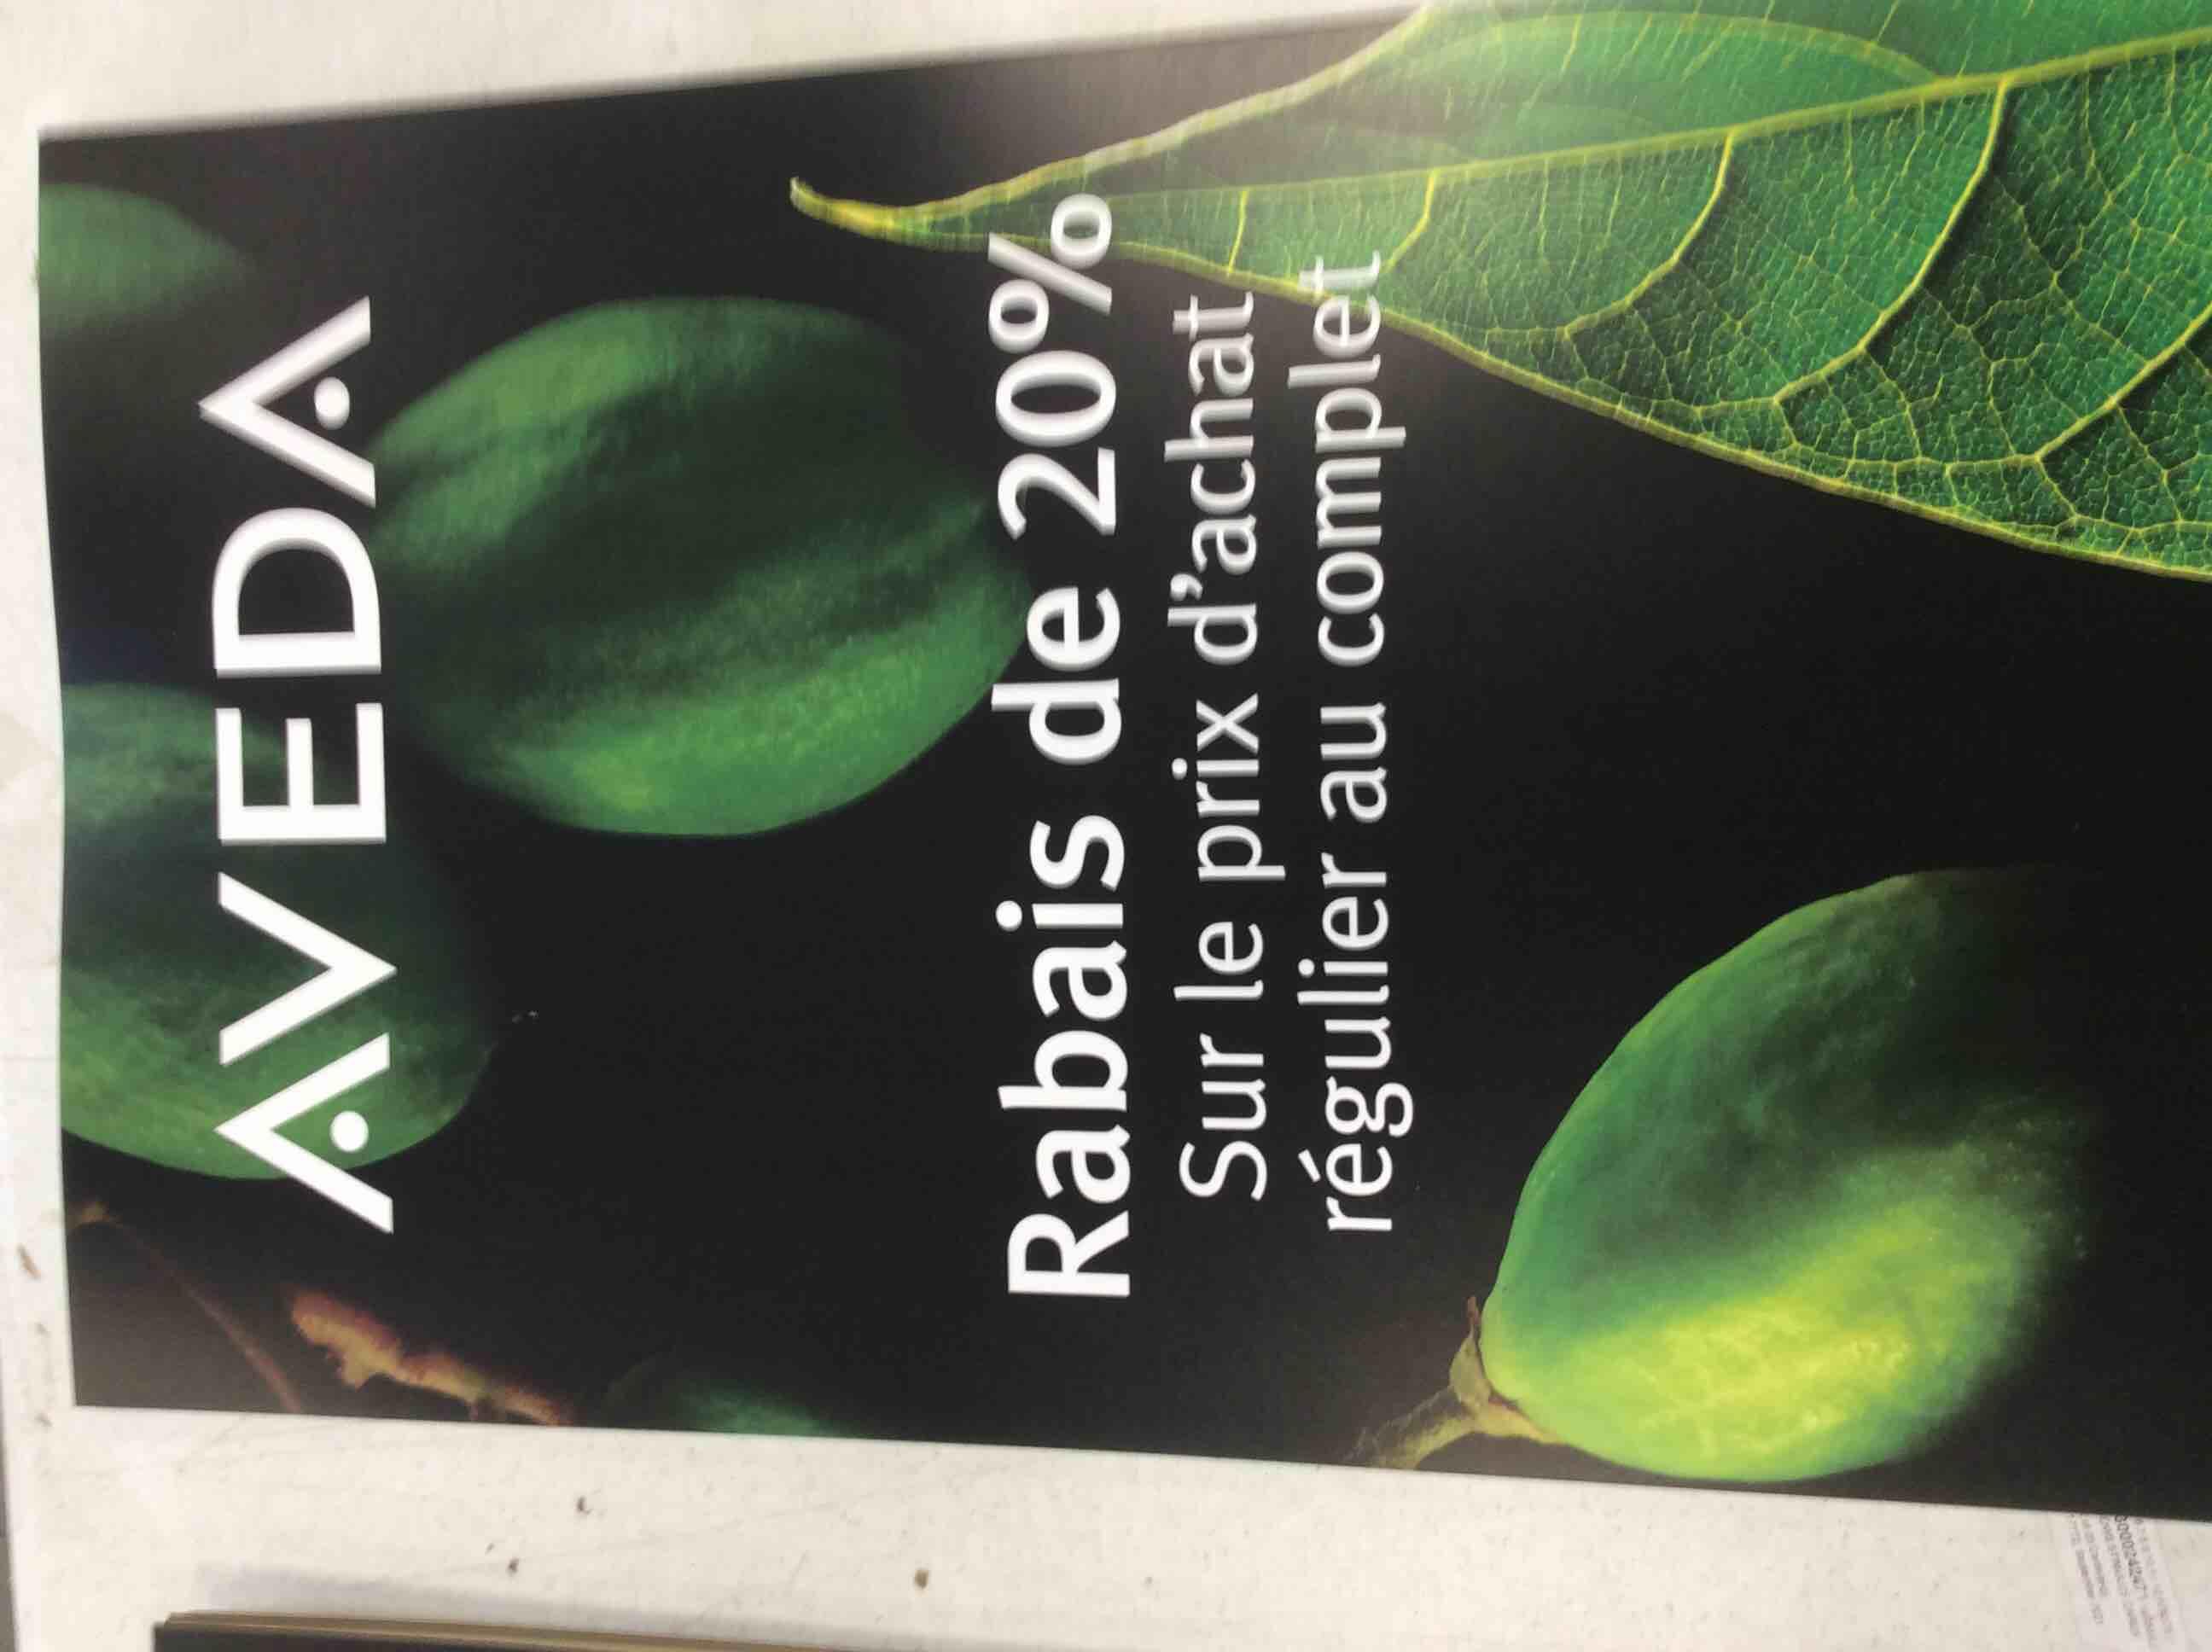 AVEDA
Rabais de 20%
Sur le prix d'achat
régulier au complet